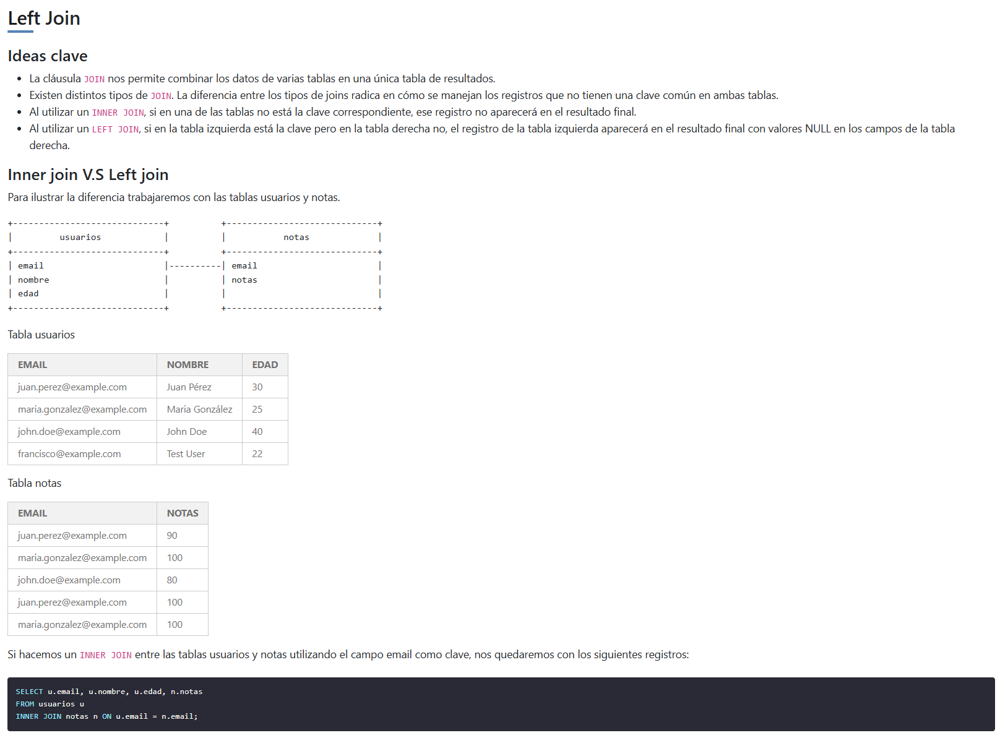 Left Join
Ideas clave
• La cláusula JOIN nos permite combinar los datos de varias tablas en una única tabla de resultados.
• Existen distintos tipos de JOIN. La diferencia entre los tipos de joins radica en cómo se manejan los registros que no tienen una clave común en ambas tablas.
• Al utilizar un INNER JOIN, si en una de las tablas no está la clave correspondiente, ese registro no aparecerá en el resultado final.
• Al utilizar un LEFT JOIN, si en la tabla izquierda está la clave pero en la tabla derecha no, el registro de la tabla izquierda aparecerá en el resultado final con valores NULL en los campos de la tabla
derecha.
Inner join V.S Left join
Para ilustrar la diferencia trabajaremos con las tablas usuarios y notas.
+-----------------------------+          +-----------------------------+
|         usuarios            |          |           notas             |
+-----------------------------+          +-----------------------------+
| email                       |----------| email                       |
| nombre                      |          | notas                       |
| edad                        |          |                             |
+-----------------------------+          +-----------------------------+
Tabla usuarios
EMAIL NOMBRE EDAD
juan.perez@example.com Juan Pérez 30
maria.gonzalez@example.com Maria González 25
john.doe@example.com John Doe 40
francisco@example.com Test User 22
Tabla notas
EMAIL NOTAS
juan.perez@example.com 90
maria.gonzalez@example.com 100
john.doe@example.com 80
juan.perez@example.com 100
maria.gonzalez@example.com 100
Si hacemos un INNER JOIN entre las tablas usuarios y notas utilizando el campo email como clave, nos quedaremos con los siguientes registros:
SELECT u.email, u.nombre, u.edad, n.notas
FROM usuarios u
INNER JOIN notas n ON u.email = n.email;